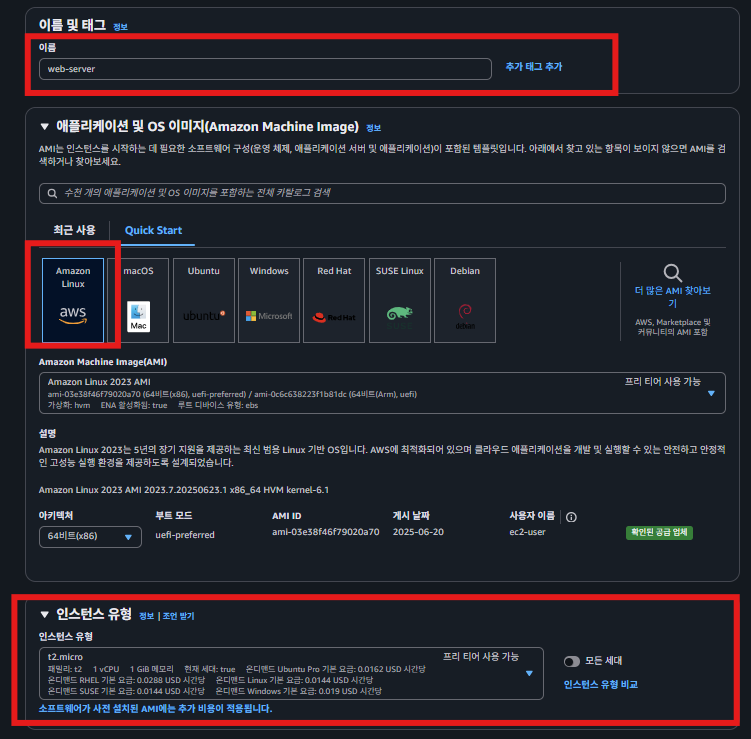 이름 및 태그 정보
이름
web-server
추가 태그 추가
▼ 애플리케이션 및 OS 이미지(Amazon Machine Image) 정보
AMI는 인스턴스를 시작하는 데 필요한 소프트웨어 구성(운영 체제, 애플리케이션 서버 및 애플리케이션)이 포함된 템플릿입니다. 아래에서 찾고 있는 항목이 보이지 않으면 AMI를 검
색하거나 찾아보세요.
수천 개의 애플리케이션 및 OS 이미지를 포함하는 전체 카탈로그 검색
최근 사용
Quick Start
Amazon
Linux
aws
macOS
Mac
Ubuntu
ubuntu
Windows
Microsoft
Red Hat
Red Hat
SUSE Linux
Debian
debian
더 많은 AMI 찾아보
기
AWS, Marketplace 및
커뮤니티의 AMI 포함
Amazon Machine Image(AMI)
Amazon Linux 2023 AMI
프리 티어 사용 가능
ami-03e38f46f79020a70 (64비트(x86), uefi-preferred) / ami-0c6c638223f1b81dc (64비트(Arm), uefi)
가상화: hvm ENA 활성화됨: true 루트 디바이스 유형: ebs
설명
Amazon Linux 2023는 5년의 장기 지원을 제공하는 최신 범용 Linux 기반 OS입니다. AWS에 최적화되어 있으며 클라우드 애플리케이션을 개발 및 실행할 수 있는 안전하고 안정적
인 고성능 실행 환경을 제공하도록 설계되었습니다.
Amazon Linux 2023 AMI 2023.7.20250623.1 x86_64 HVM kernel-6.1
아키텍처
64비트(x86)
부트 모드
uefi-preferred
AMI ID
ami-03e38f46f79020a70
게시 날짜
2025-06-20
사용자 이름
ec2-user
확인된 공급 업체
▼ 인스턴스 유형 정보 | 조언 받기
인스턴스 유형
t2.micro
프리 티어 사용 가능
패밀리: t2 1 vCPU 1 GiB 메모리 현재 세대: true 온디맨드 Ubuntu Pro 기본 요금: 0.0162 USD 시간당
온디맨드 RHEL 기본 요금: 0.0288 USD 시간당 온디맨드 Linux 기본 요금: 0.0144 USD 시간당
온디맨드 SUSE 기본 요금: 0.0144 USD 시간당 온디맨드 Windows 기본 요금: 0.019 USD 시간당
모든 세대
인스턴스 유형 비교
소프트웨어가 사전 설치된 AMI에는 추가 비용이 적용됩니다.